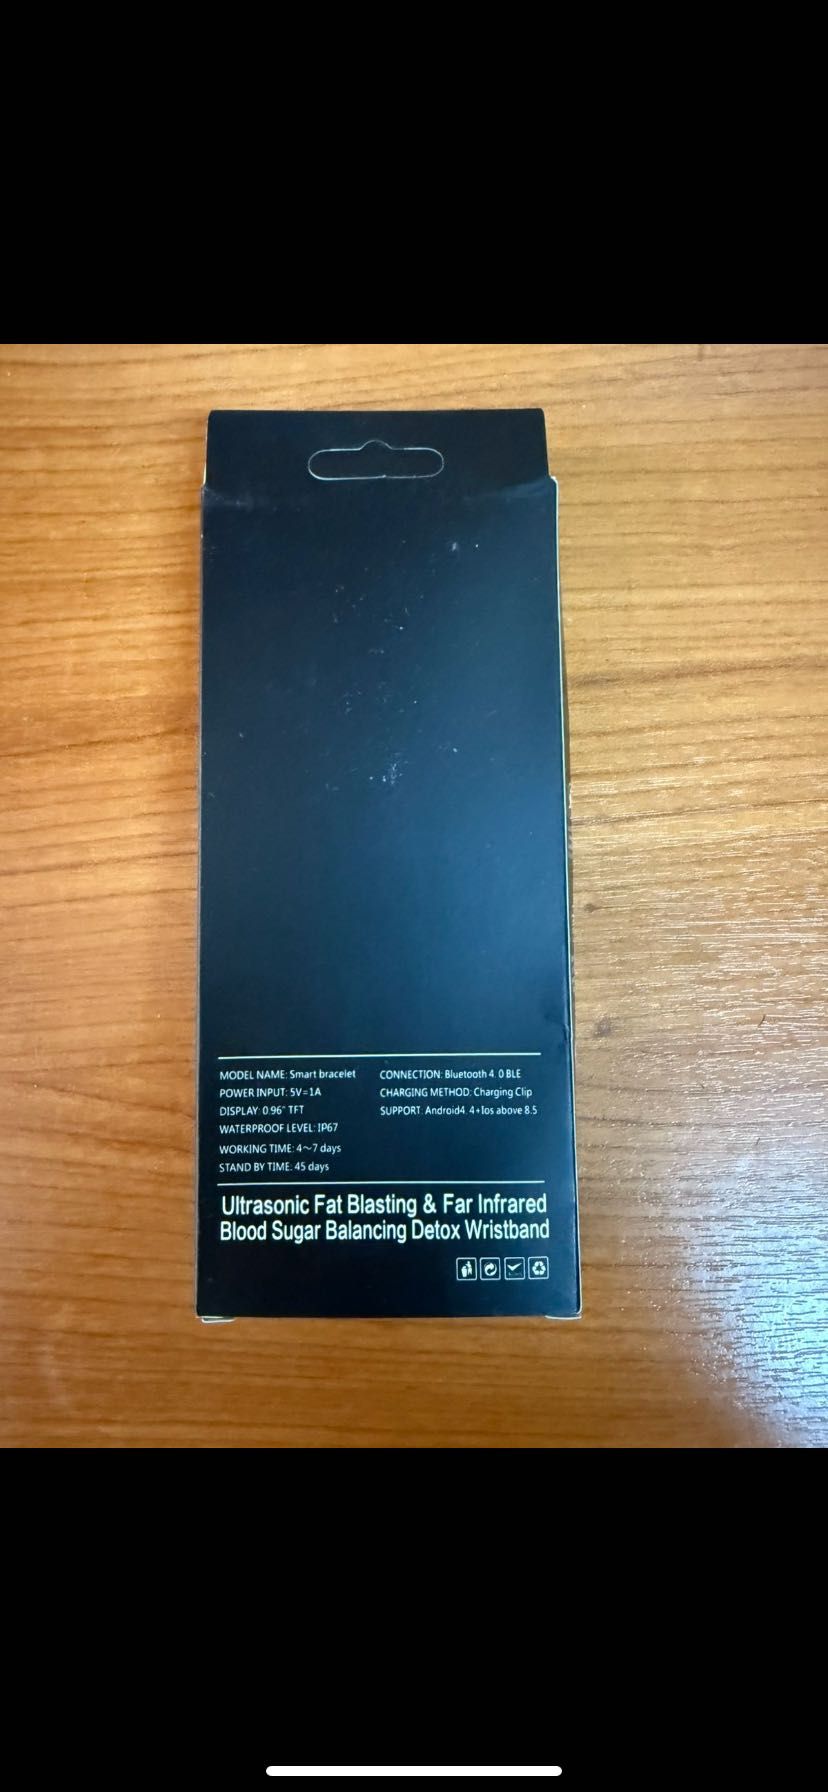 MODEL NAME: Smart bracelet
POWER INPUT: 5V=1A
DISPLAY: 0.96" TFT
WATERPROOF LEVEL: IP67
WORKING TIME: 4~7 days
STAND BY TIME: 45 days
CONNECTION: Bluetooth 4.0 BLE
CHARGING METHOD: Charging Clip
SUPPORT: Android4.4+Ios above 8.5
Ultrasonic Fat Blasting & Far Infrared
Blood Sugar Balancing Detox Wristband